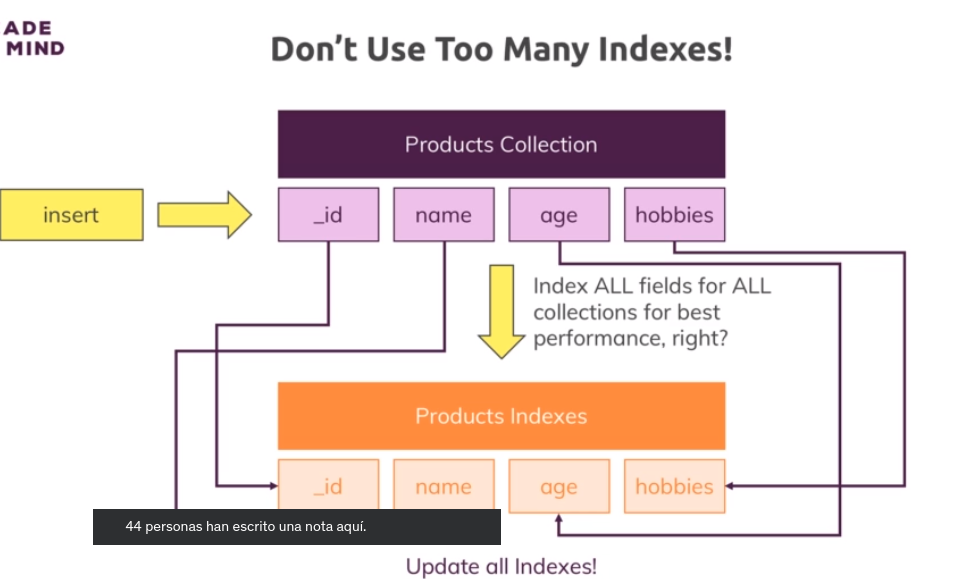 ADE
MIND
Don't Use Too Many Indexes!
Products Collection
insert
_id
name
age
hobbies
Index ALL fields for ALL
collections for best
performance, right?
Products Indexes
_id
name
age
hobbies
44 personas han escrito una nota aquí.
Update all Indexes!